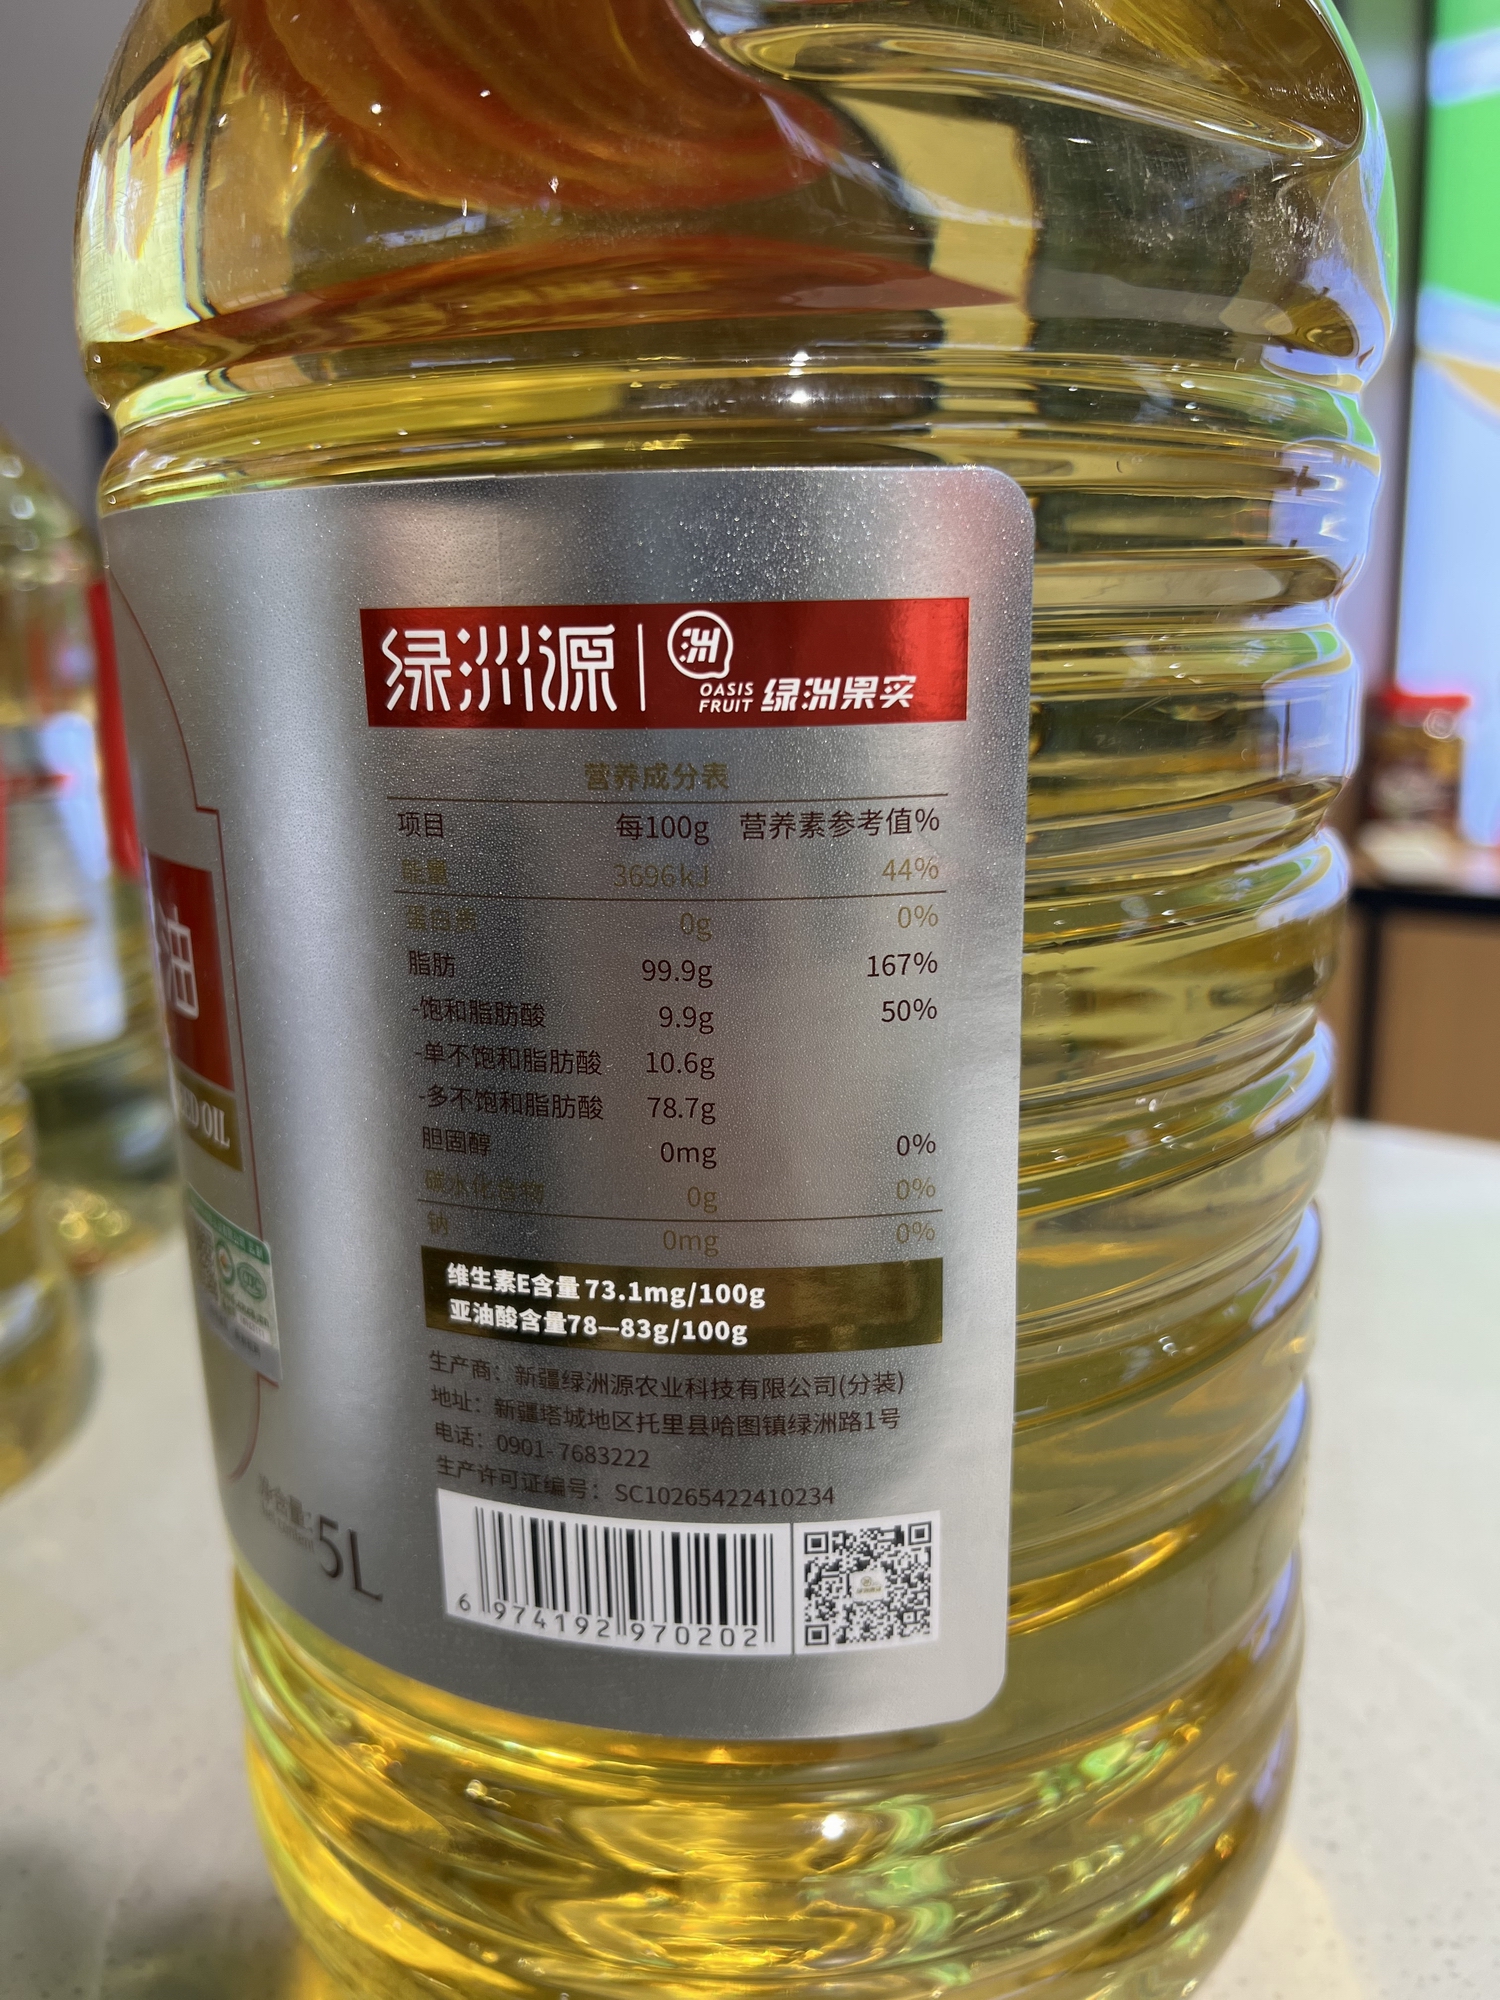 绿洲源 洲 OASIS FRUIT 绿洲果实
营养成分表
项目 每100g 营养素参考值%
能量 3696kJ 44%
蛋白质 0g 0%
脂肪 99.9g 167%
-饱和脂肪酸 9.9g 50%
-单不饱和脂肪酸 10.6g
-多不饱和脂肪酸 78.7g
胆固醇 0mg 0%
碳水化合物 0g 0%
钠 0mg 0%
维生素E含量 73.1mg/100g
亚油酸含量78—83g/100g
生产商：新疆绿洲源农业科技有限公司(分装)
地址：新疆塔城地区托里县哈图镇绿洲路1号
电话：0901-7683222
生产许可证编号：SC10265422410234
6 974192 970202
油
OIL
净含量：
5L